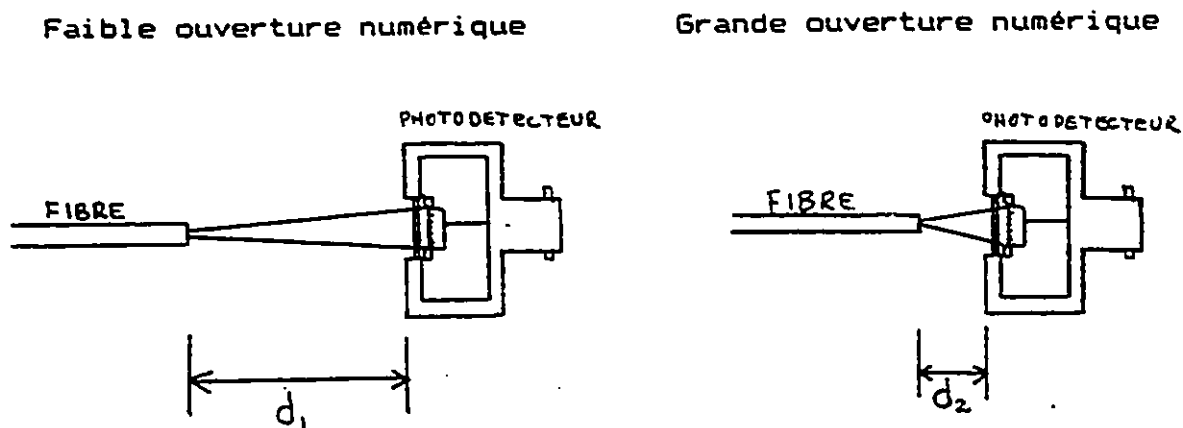 Faible ouverture numérique
Grande ouverture numérique
PHOTODETECTEUR
PHOTODETECTEUR
FIBRE
FIBRE
d₁
d₂